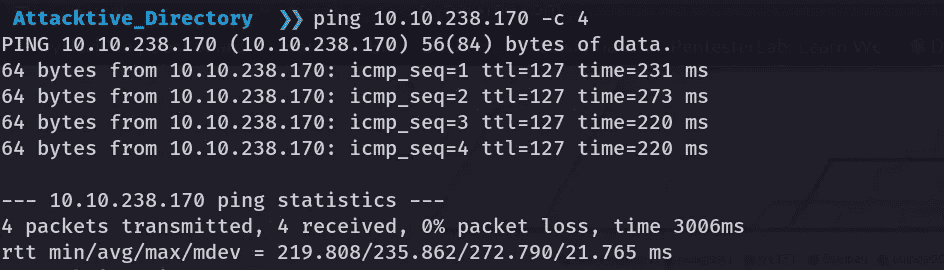 Attacktive_Directory ❯❯ ping 10.10.238.170 -c 4
PING 10.10.238.170 (10.10.238.170) 56(84) bytes of data.
64 bytes from 10.10.238.170: icmp_seq=1 ttl=127 time=231 ms
64 bytes from 10.10.238.170: icmp_seq=2 ttl=127 time=273 ms
64 bytes from 10.10.238.170: icmp_seq=3 ttl=127 time=220 ms
64 bytes from 10.10.238.170: icmp_seq=4 ttl=127 time=220 ms
--- 10.10.238.170 ping statistics ---
4 packets transmitted, 4 received, 0% packet loss, time 3006ms
rtt min/avg/max/mdev = 219.808/235.862/272.790/21.765 ms